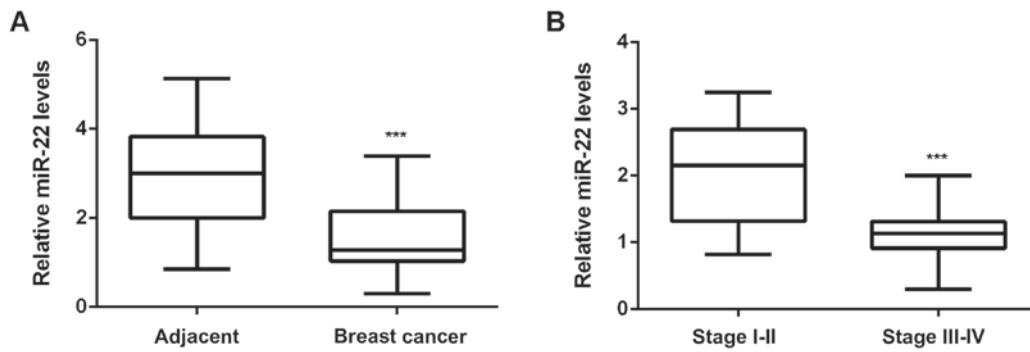 A
Relative miR-22 levels
6
4
2
0
***
Adjacent
Breast cancer
B
Relative miR-22 levels
4
3
2
1
0
***
Stage I-II
Stage III-IV